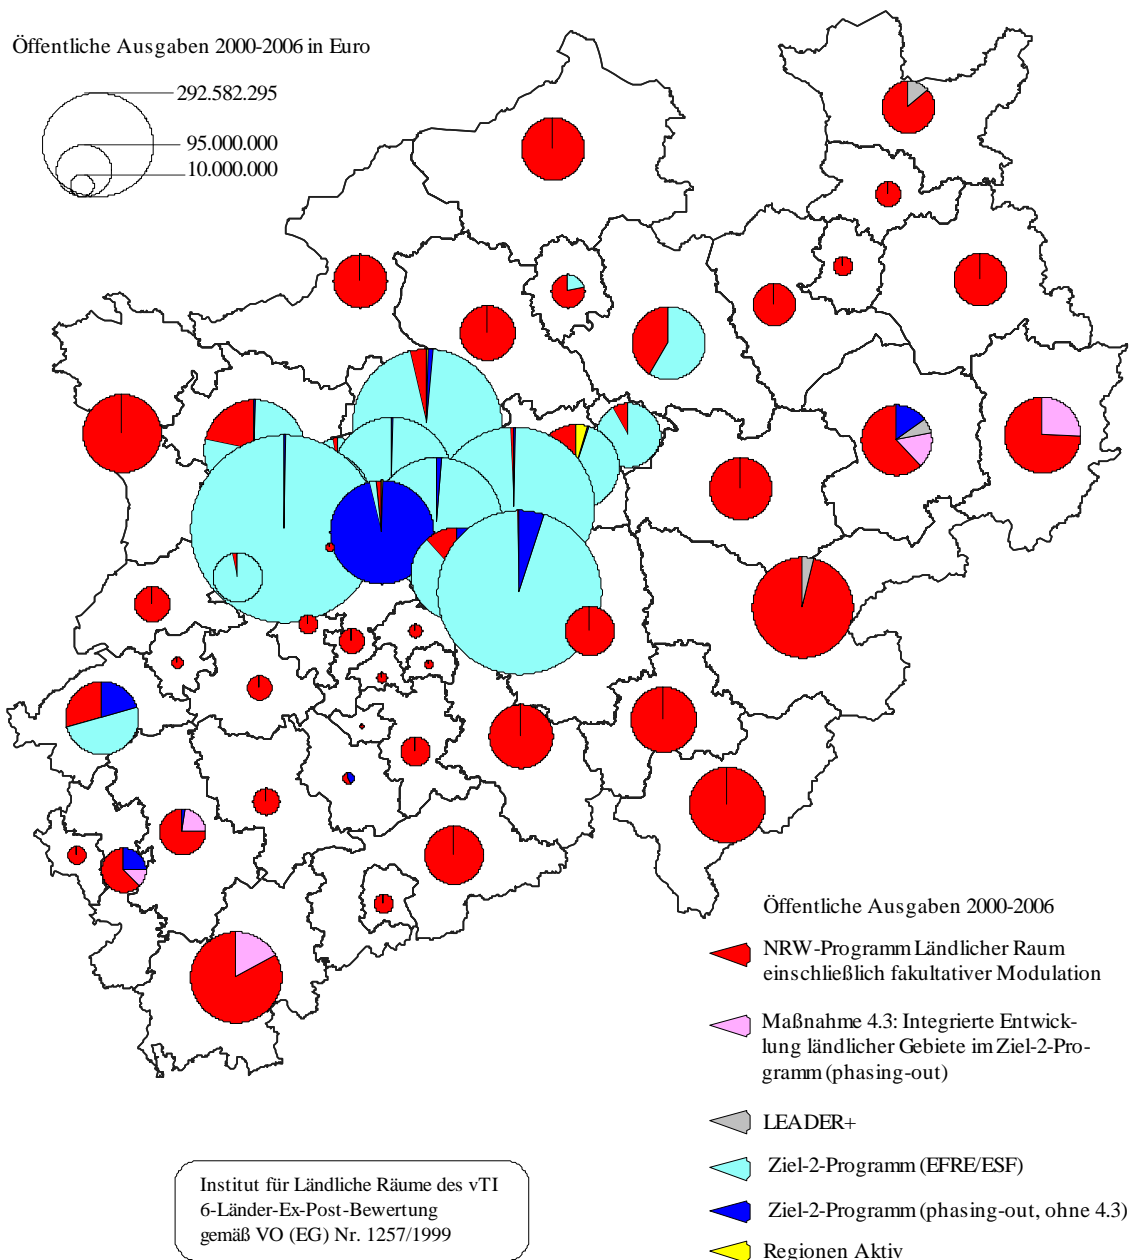 Öffentliche Ausgaben 2000-2006 in Euro
292.582.295
95.000.000
10.000.000
Öffentliche Ausgaben 2000-2006
NRW-Programm Ländlicher Raum
einschließlich fakultativer Modulation
Maßnahme 4.3: Integrierte Entwick-
lung ländlicher Gebiete im Ziel-2-Pro-
gramm (phasing-out)
LEADER+
Ziel-2-Programm (EFRE/ESF)
Ziel-2-Programm (phasing-out, ohne 4.3)
Regionen Aktiv
Institut für Ländliche Räume des vTI
6-Länder-Ex-Post-Bewertung
gemäß VO (EG) Nr. 1257/1999